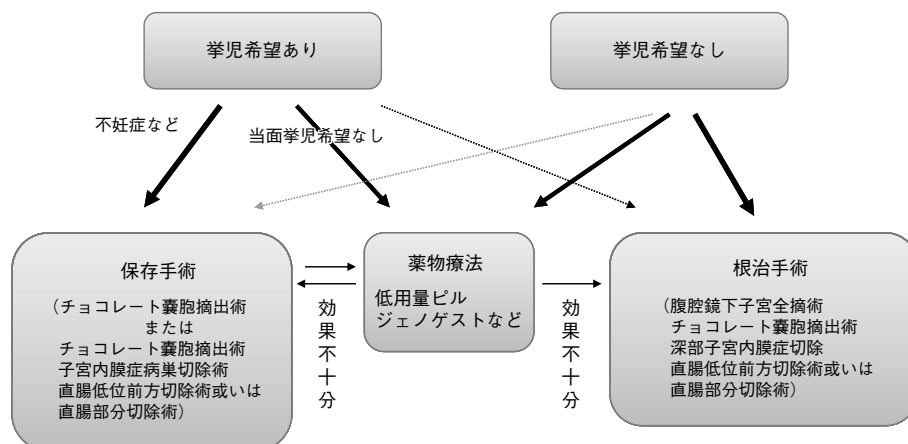 挙児希望あり
挙児希望なし
不妊症など
当面挙児希望なし
保存手術
（チョコレート嚢胞摘出術
または
チョコレート嚢胞摘出術
子宮内膜症病巣切除術
直腸低位前方切除術或いは
直腸部分切除術）
効果不十分
薬物療法
低用量ピル
ジェノゲストなど
効果不十分
根治手術
（腹腔鏡下子宮全摘術
チョコレート嚢胞摘出術
深部子宮内膜症切除
直腸低位前方切除術或いは
直腸部分切除術）